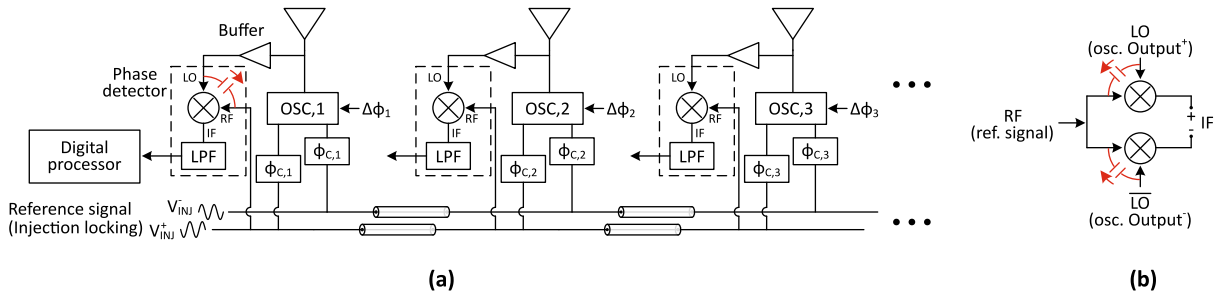 Buffer
Phase
detector
LO
RF
IF
LPF
OSC,1
Δϕ1
ϕC,1
ϕC,1
Digital
processor
LO
RF
IF
LPF
OSC,2
Δϕ2
ϕC,2
ϕC,2
LO
RF
IF
LPF
OSC,3
Δϕ3
ϕC,3
ϕC,3
Reference signal
(Injection locking)
V-INJ
V+INJ
(a)
LO
(osc. Output+)
RF
(ref. signal)
+
-
IF
LO
(osc. Output-)
(b)